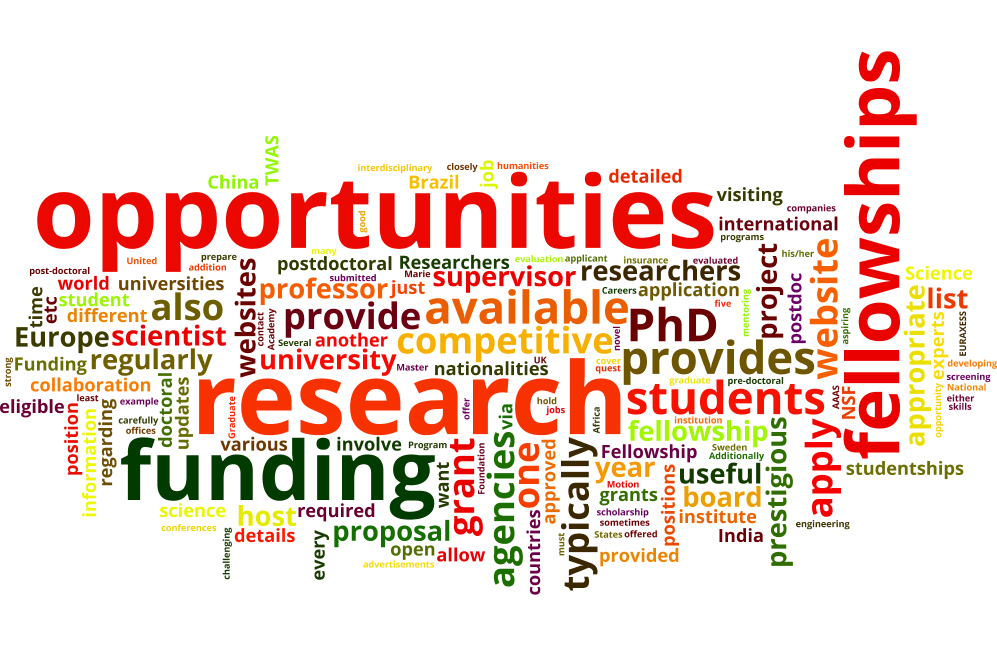 TWAS
interdisciplinary
closely
job
humanities
China
Brazil
detailed
opportunities
fellowships
visiting
companies
good
international
programs
many
United
prepare
addition
post-doctoral
postdoctoral
Researchers
evaluation
applicant
insurance
evaluated
his/her
submitted
Marie
supervisor
researchers
Careers
application
world
universities
websites
professor
just
time
etc
student
different
also
contact
Academy
provide
available
five
mentoring
project
postdoc
website
aspiring
Science
appropriate
list
experts
EURAXESS
Europe
scientist
Several
another
competitive
novel
PhD
strong
Funding
regularly
university
Master
nationalities
UK
cover
quest
provides
developing
screening
National
either
skills
opportunity
collaboration
doctoral
updates
research
graduate
pre-doctoral
students
AAAS
NSF
eligible
least
example
carefully
offices
Graduate
offer
via
hold
jobs
Africa
institution
fellowship
apply
position
information
regarding
various
involve
Program
funding
want
grant
Foundation
agencies
one
approved
typically
Fellowship
Sweden
Additionally
year
Motion
useful
prestigious
studentships
grants
positions
board
science
host
required
scholarship
sometimes
institute
engineering
conferences
details
proposal
States
offered
India
challenging
every
open
allow
advertisements
countries
must
provided